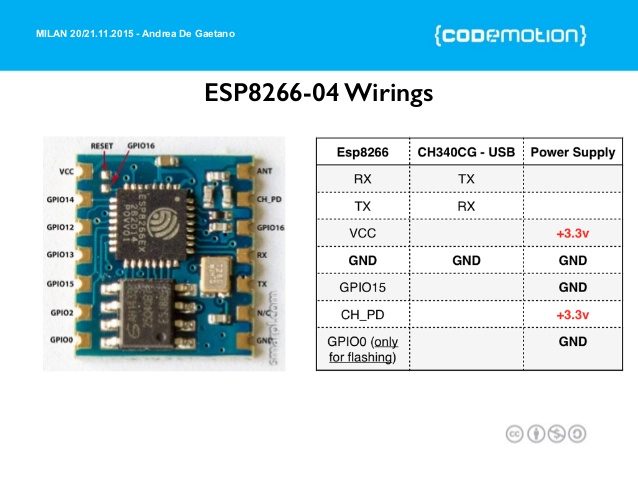 MILAN 20/21.11.2015 - Andrea De Gaetano
{CODEMOTION}
ESP8266-04 Wirings
RESET GPIO16
VCC ANT
GPIO14 CH_PD
GPIO12 GPIO16
GPIO13 RX
GPIO15 TX
GPIO2 N/C
GPIO0 GND
ESP8266EX
Esp8266 CH340CG - USB Power Supply
RX TX
TX RX
VCC +3.3v
GND GND GND
GPIO15 GND
CH_PD +3.3v
GPIO0 (only GND
for flashing)
cc